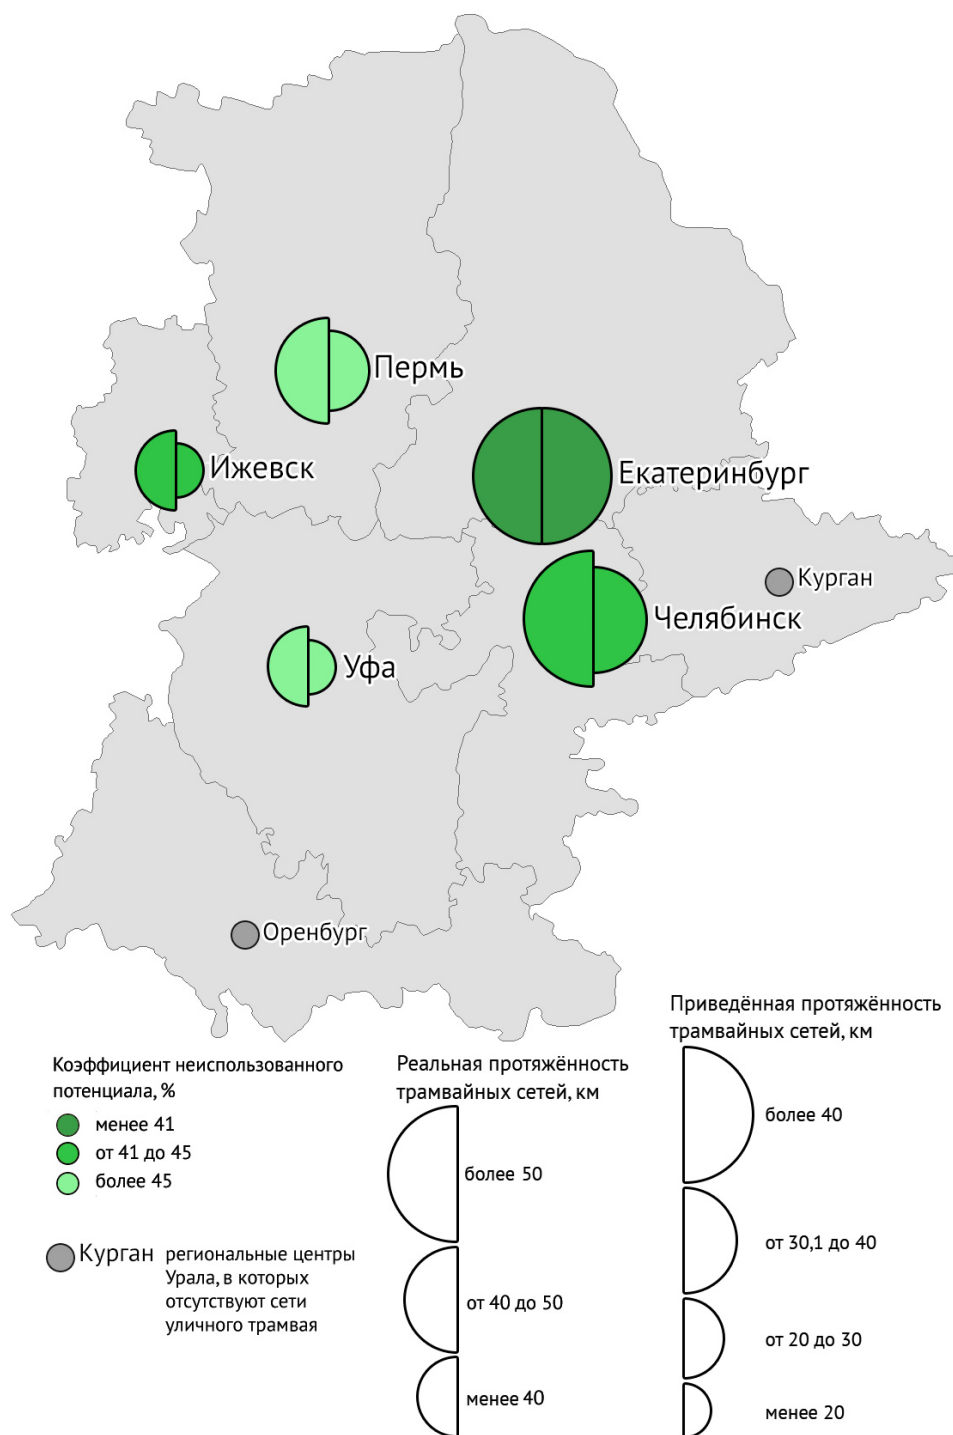 Пермь
Ижевск
Екатеринбург
Курган
Челябинск
Уфа
Оренбург
Коэффициент неиспользованного
потенциала, %
менее 41
от 41 до 45
более 45
Курган
региональные центры
Урала, в которых
отсутствуют сети
уличного трамвая
Реальная протяжённость
трамвайных сетей, км
более 50
от 40 до 50
менее 40
Приведённая протяжённость
трамвайных сетей, км
более 40
от 30,1 до 40
от 20 до 30
менее 20